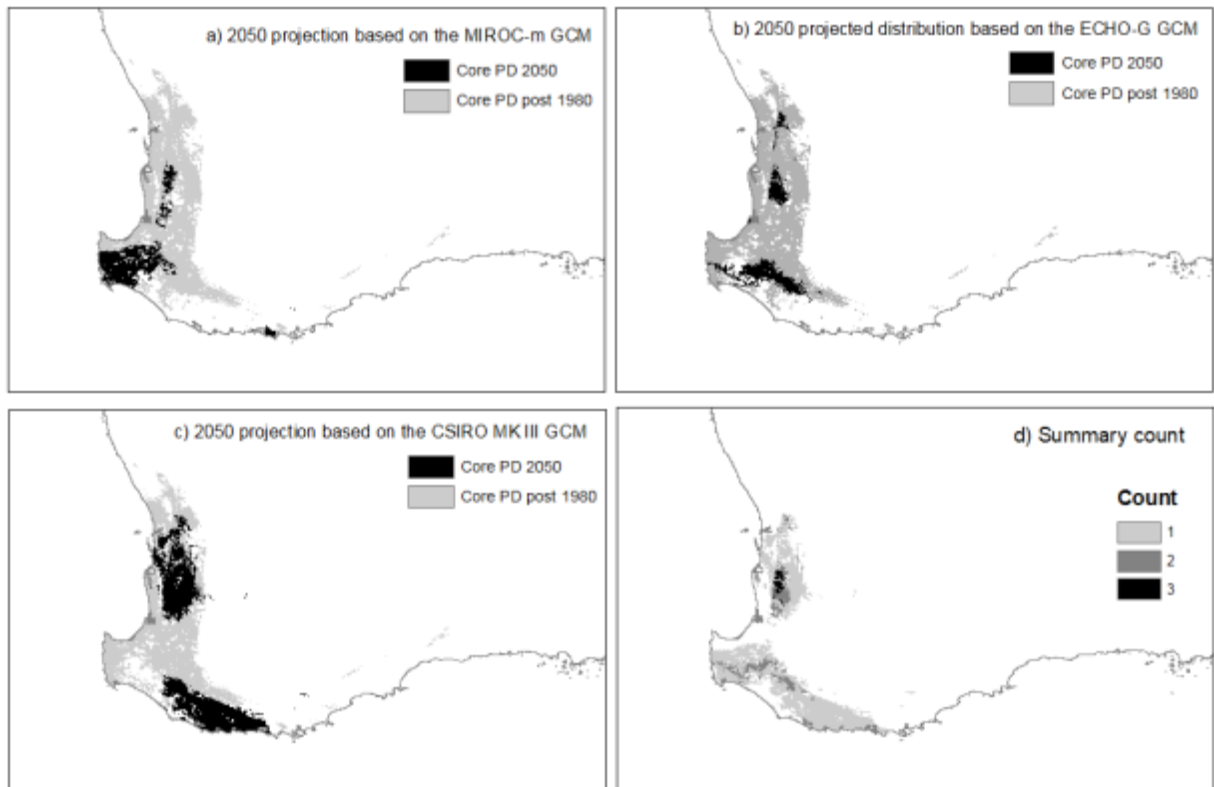 a) 2050 projection based on the MIROC-m GCM
Core PD 2050
Core PD post 1980
b) 2050 projected distribution based on the ECHO-G GCM
Core PD 2050
Core PD post 1980
c) 2050 projection based on the CSIRO MKIII GCM
Core PD 2050
Core PD post 1980
d) Summary count
Count
1
2
3